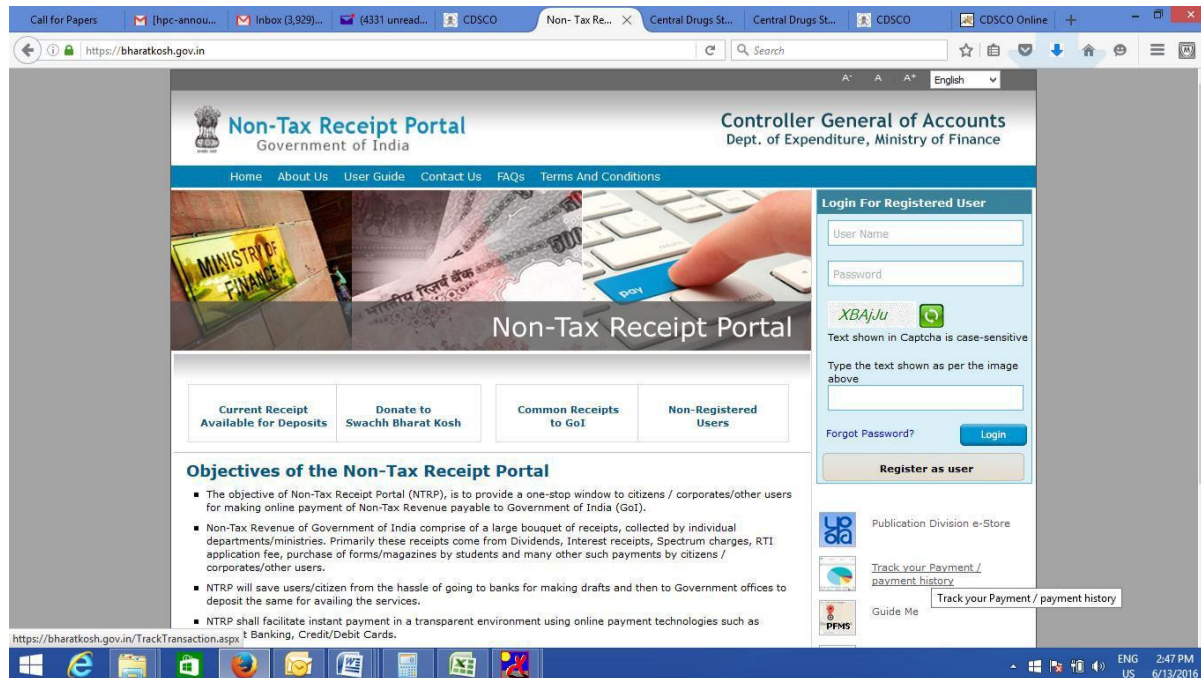 Call for Papers
[hpc-annou...
Inbox (3,929)...
(4331 unread...
CDSCO
Non- Tax Re...
Central Drugs St...
Central Drugs St...
CDSCO
CDSCO Online
https://bharatkosh.gov.in
Search
A- A A+ English
Non-Tax Receipt Portal
Government of India
Controller General of Accounts
Dept. of Expenditure, Ministry of Finance
Home About Us User Guide Contact Us FAQs Terms And Conditions
MINISTRY OF
FINANCE
भारतीय रिज़र्व बैंक
500
pay
Non-Tax Receipt Portal
Login For Registered User
User Name
Password
XBAjJu
Text shown in Captcha is case-sensitive
Type the text shown as per the image
above
Forgot Password?
Login
Register as user
Current Receipt
Available for Deposits
Donate to
Swachh Bharat Kosh
Common Receipts
to GoI
Non-Registered
Users
Objectives of the Non-Tax Receipt Portal
The objective of Non-Tax Receipt Portal (NTRP), is to provide a one-stop window to citizens / corporates/other users
for making online payment of Non-Tax Revenue payable to Government of India (GoI).
Non-Tax Revenue of Government of India comprise of a large bouquet of receipts, collected by individual
departments/ministries. Primarily these receipts come from Dividends, Interest receipts, Spectrum charges, RTI
application fee, purchase of forms/magazines by students and many other such payments by citizens /
corporates/other users.
NTRP will save users/citizen from the hassle of going to banks for making drafts and then to Government offices to
deposit the same for availing the services.
NTRP shall facilitate instant payment in a transparent environment using online payment technologies such as
t Banking, Credit/Debit Cards.
Publication Division e-Store
Track your Payment /
payment history
Track your Payment / payment history
Guide Me
PFMS
https://bharatkosh.gov.in/TrackTransaction.aspx
ENG
US
2:47 PM
6/13/2016